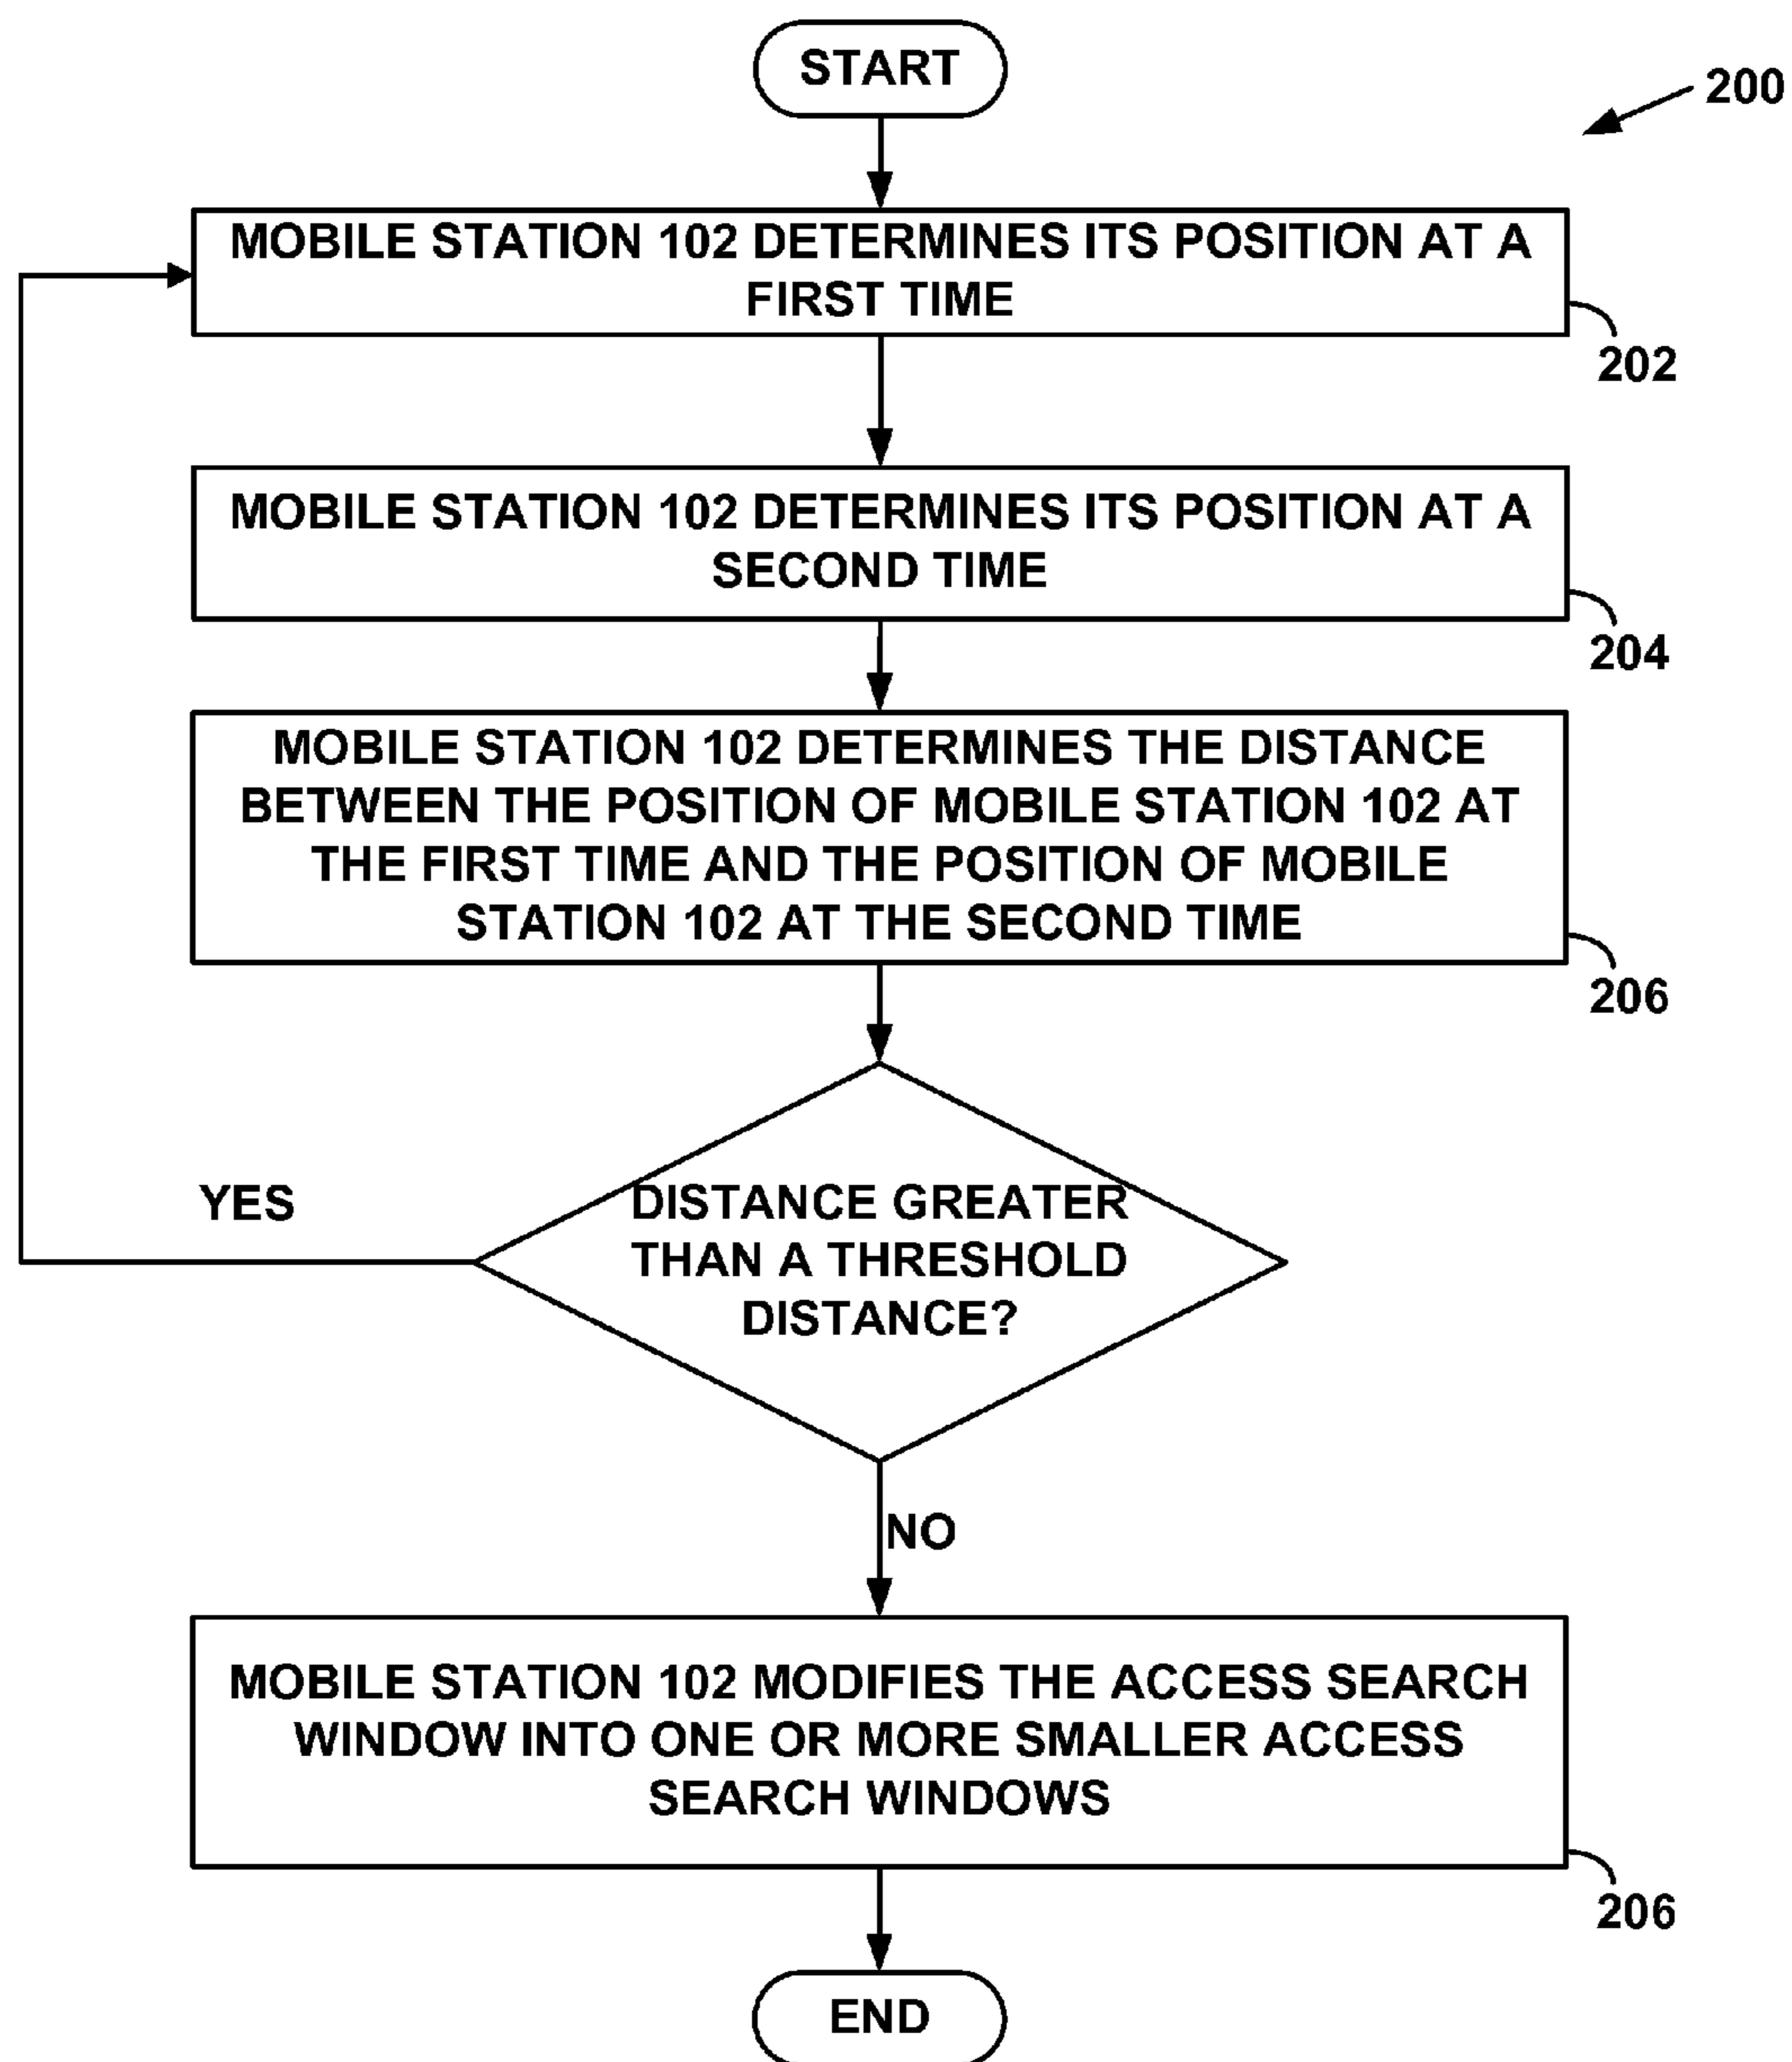 START
200
MOBILE STATION 102 DETERMINES ITS POSITION AT A
FIRST TIME
202
MOBILE STATION 102 DETERMINES ITS POSITION AT A
SECOND TIME
204
MOBILE STATION 102 DETERMINES THE DISTANCE
BETWEEN THE POSITION OF MOBILE STATION 102 AT
THE FIRST TIME AND THE POSITION OF MOBILE
STATION 102 AT THE SECOND TIME
206
YES
DISTANCE GREATER
THAN A THRESHOLD
DISTANCE?
NO
MOBILE STATION 102 MODIFIES THE ACCESS SEARCH
WINDOW INTO ONE OR MORE SMALLER ACCESS
SEARCH WINDOWS
206
END